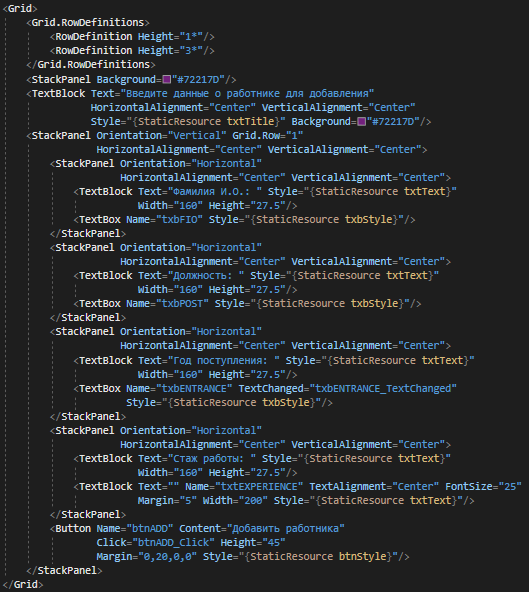 <Grid>
<Grid.RowDefinitions>
<RowDefinition Height="1*"/>
<RowDefinition Height="3*"/>
</Grid.RowDefinitions>
<StackPanel Background="#72217D"/>
<TextBlock Text="Введите данные о работнике для добавления"
HorizontalAlignment="Center" VerticalAlignment="Center"
Style="{StaticResource txtTitle}" Background="#72217D"/>
<StackPanel Orientation="Vertical" Grid.Row="1"
HorizontalAlignment="Center" VerticalAlignment="Center">
<StackPanel Orientation="Horizontal"
HorizontalAlignment="Center" VerticalAlignment="Center">
<TextBlock Text="Фамилия И.О.: " Style="{StaticResource txtText}"
Width="160" Height="27.5"/>
<TextBox Name="txbFIO" Style="{StaticResource txbStyle}"/>
</StackPanel>
<StackPanel Orientation="Horizontal"
HorizontalAlignment="Center" VerticalAlignment="Center">
<TextBlock Text="Должность: " Style="{StaticResource txtText}"
Width="160" Height="27.5"/>
<TextBox Name="txbPOST" Style="{StaticResource txbStyle}"/>
</StackPanel>
<StackPanel Orientation="Horizontal"
HorizontalAlignment="Center" VerticalAlignment="Center">
<TextBlock Text="Год поступления: " Style="{StaticResource txtText}"
Width="160" Height="27.5"/>
<TextBox Name="txbENTRANCE" TextChanged="txbENTRANCE_TextChanged"
Style="{StaticResource txbStyle}"/>
</StackPanel>
<StackPanel Orientation="Horizontal"
HorizontalAlignment="Center" VerticalAlignment="Center">
<TextBlock Text="Стаж работы: " Style="{StaticResource txtText}"
Width="160" Height="27.5"/>
<TextBlock Text="" Name="txtEXPERIENCE" TextAlignment="Center" FontSize="25"
Margin="5" Width="200" Style="{StaticResource txtText}"/>
</StackPanel>
<Button Name="btnADD" Content="Добавить работника"
Click="btnADD_Click" Height="45"
Margin="0,20,0,0" Style="{StaticResource btnStyle}"/>
</StackPanel>
</Grid>